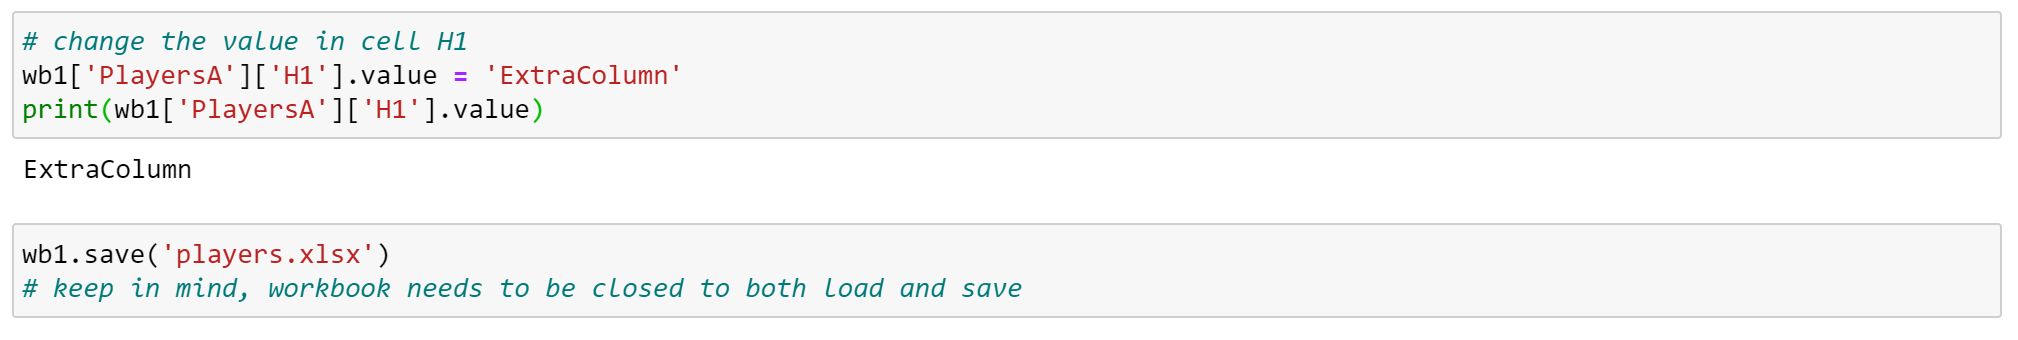 # change the value in cell H1
wb1['PlayersA']['H1'].value = 'ExtraColumn'
print(wb1['PlayersA']['H1'].value)
ExtraColumn
wb1.save('players.xlsx')
# keep in mind, workbook needs to be closed to both load and save